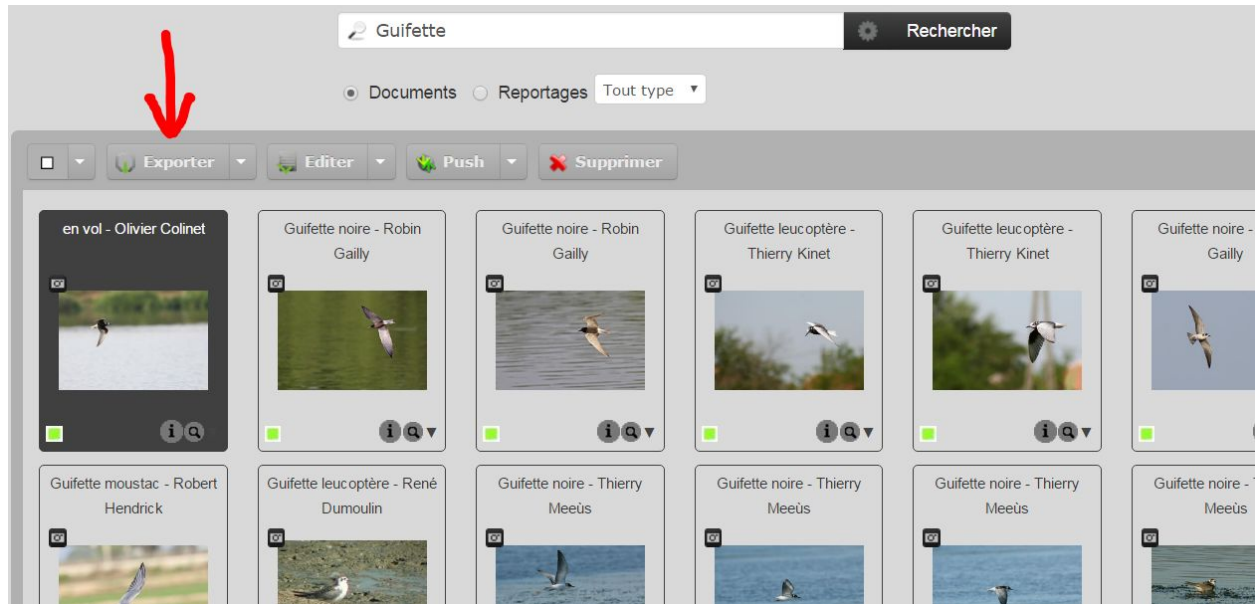 Guifette
Rechercher
Documents
Reportages
Tout type
Exporter
Editer
Push
Supprimer
en vol - Olivier Colinet
Guifette noire - Robin
Gailly
Guifette noire - Robin
Gailly
Guifette leucoptère -
Thierry Kinet
Guifette leucoptère -
Thierry Kinet
Guifette noire -
Gailly
Guifette moustac - Robert
Hendrick
Guifette leucoptère - René
Dumoulin
Guifette noire - Thierry
Meeùs
Guifette noire - Thierry
Meeùs
Guifette noire - Thierry
Meeùs
Guifette noire -
Meeùs